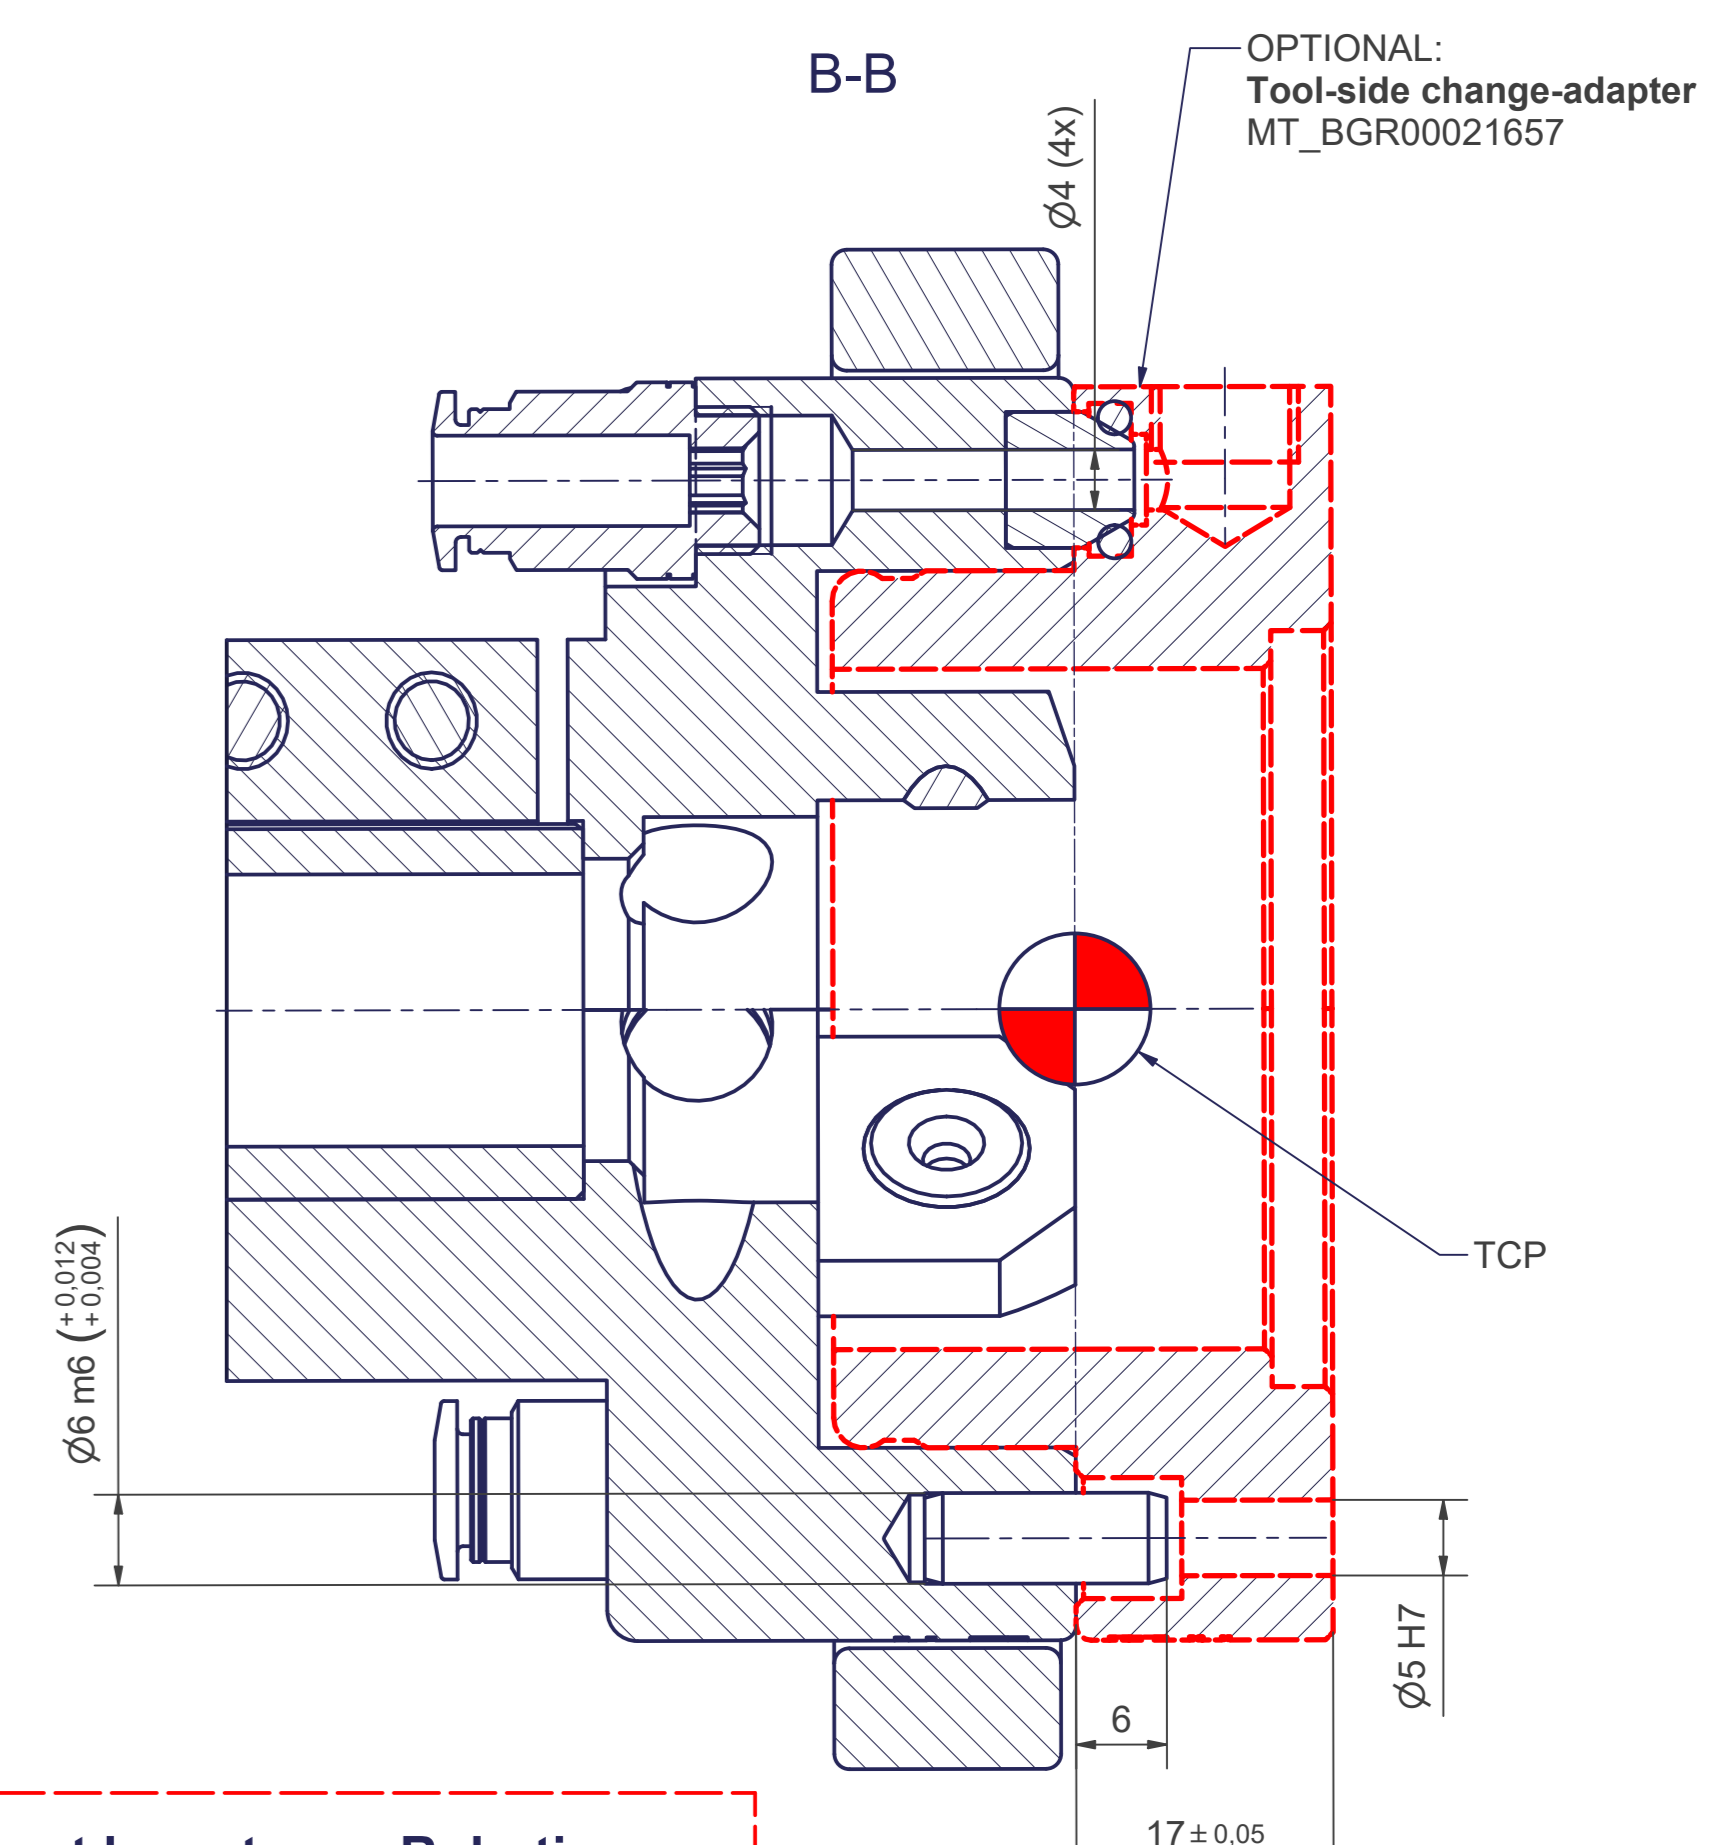 B-B
OPTIONAL:
Tool-side change-adapter
MT_BGR00021657
Ø4 (4x)
TCP
Ø6 m6 (+0,012 +0,004)
Ø5 H7
6
17 ± 0,05